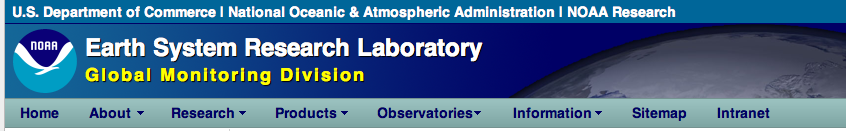 U.S. Department of Commerce | National Oceanic & Atmospheric Administration | NOAA Research
NOAA
Earth System Research Laboratory
Global Monitoring Division
Home About Research Products Observatories Information Sitemap Intranet